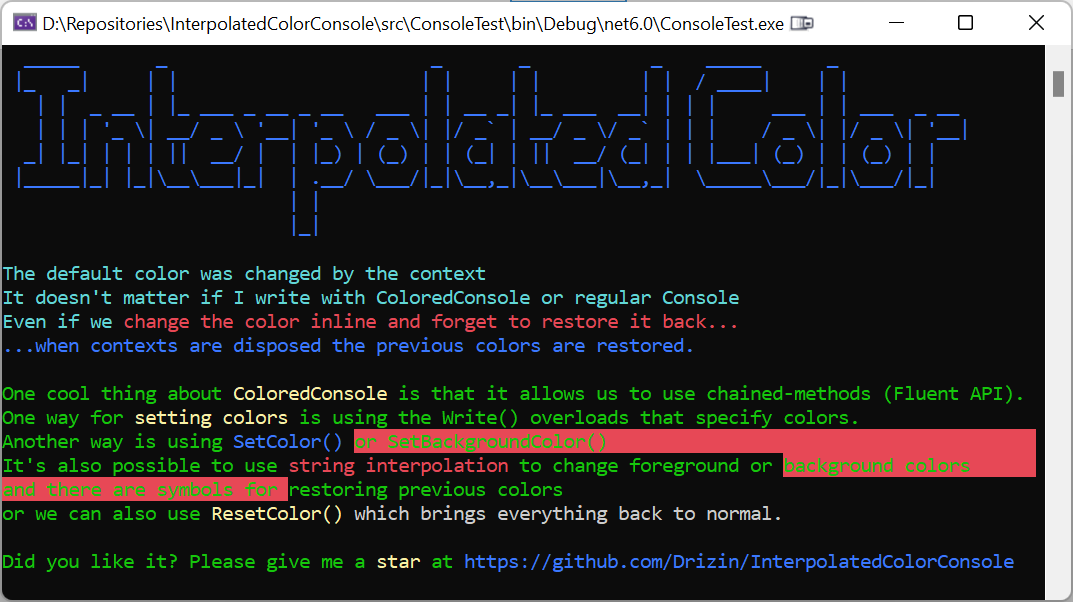 D:\Repositories\InterpolatedColorConsole\src\ConsoleTest\bin\Debug\net6.0\ConsoleTest.exe
InterpolatedColor
The default color was changed by the context
It doesn't matter if I write with ColoredConsole or regular Console
Even if we change the color inline and forget to restore it back...
...when contexts are disposed the previous colors are restored.
One cool thing about ColoredConsole is that it allows us to use chained-methods (Fluent API).
One way for setting colors is using the Write() overloads that specify colors.
Another way is using SetColor() or SetBackgroundColor()
It's also possible to use string interpolation to change foreground or background colors
and there are symbols for restoring previous colors
or we can also use ResetColor() which brings everything back to normal.
Did you like it? Please give me a star at https://github.com/Drizin/InterpolatedColorConsole